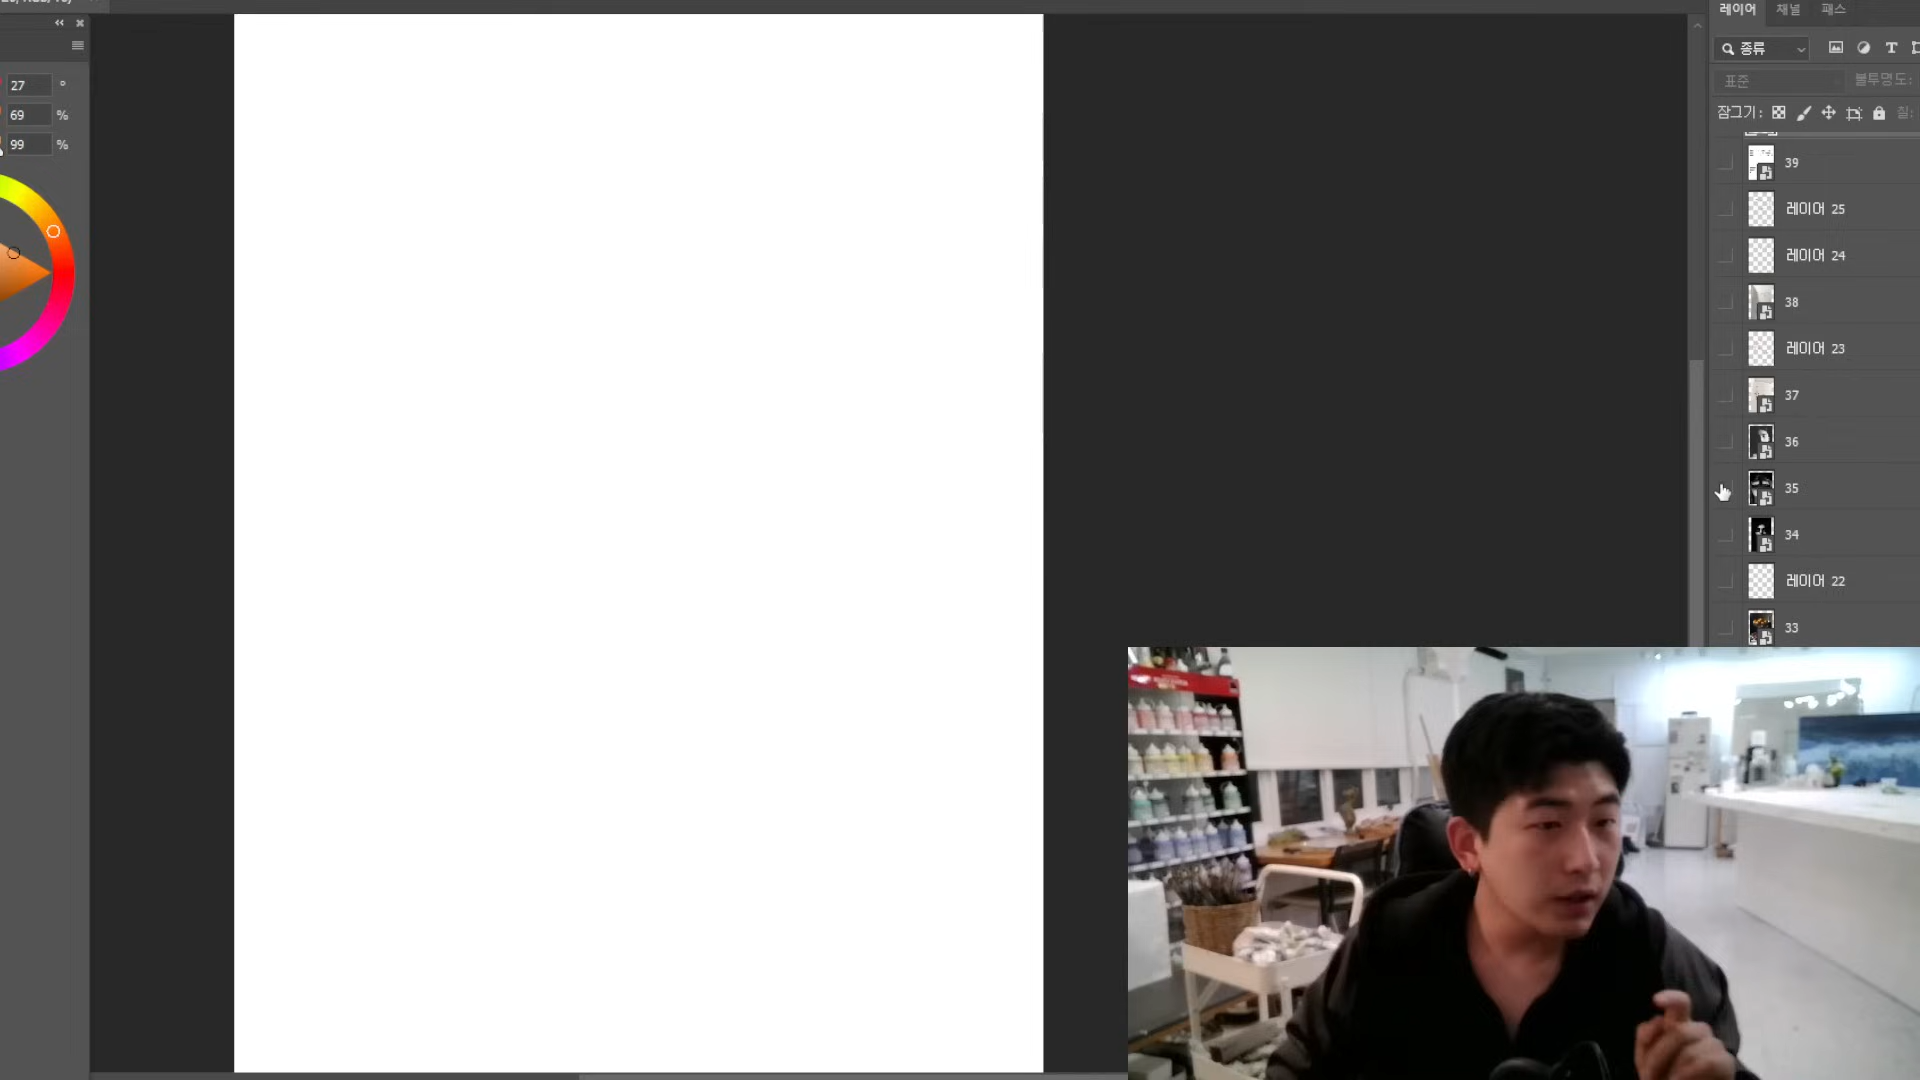 레이어 채널 패스
종류
T
27 °
69 %
99 %
표준 불투명도:
잠그기:
39
레이어 25
레이어 24
38
레이어 23
37
36
35
34
레이어 22
33